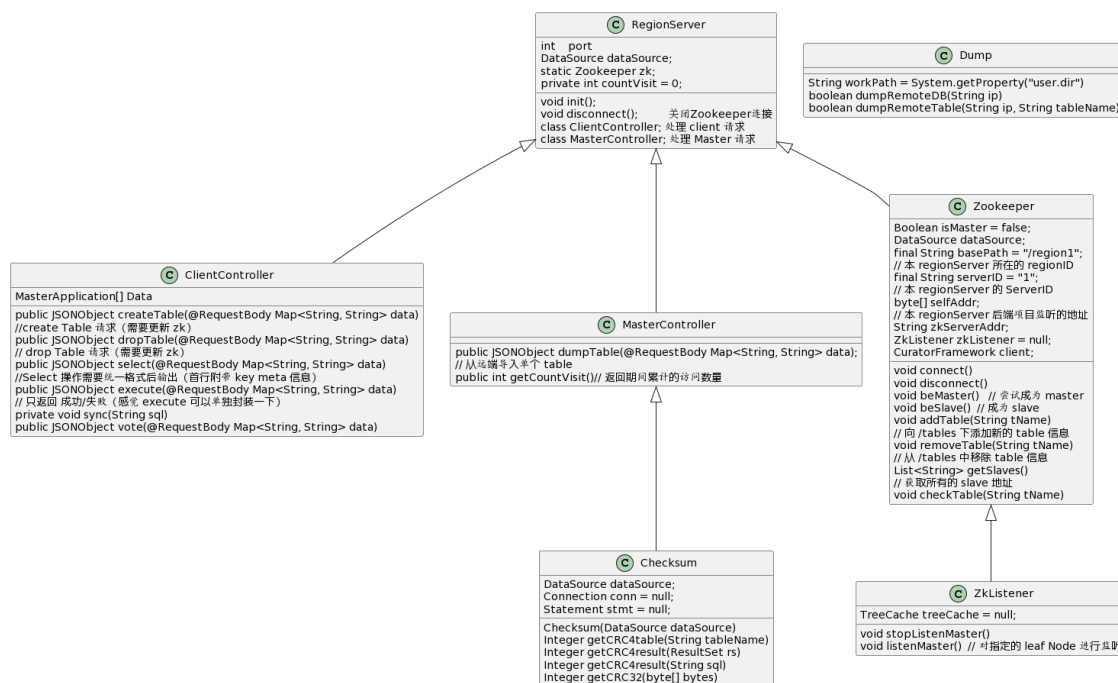 C RegionServer
int port
DataSource dataSource;
static Zookeeper zk;
private int countVisit = 0;
void init();
void disconnect(); 关闭Zookeeper连接
class ClientController; 处理 client 请求
class MasterController; 处理 Master 请求
C Dump
String workPath = System.getProperty("user.dir")
boolean dumpRemoteDB(String ip)
boolean dumpRemoteTable(String ip, String tableName)
C ClientController
MasterApplication[] Data
public JSONObject createTable(@RequestBody Map<String, String> data)
//create Table 请求（需要更新 zk）
public JSONObject dropTable(@RequestBody Map<String, String> data)
// drop Table 请求（需要更新 zk）
public JSONObject select(@RequestBody Map<String, String> data)
//Select 操作需要统一格式后输出（首行附带 key meta 信息）
public JSONObject execute(@RequestBody Map<String, String> data)
// 只返回 成功/失败（感觉 execute 可以单独封装一下）
private void sync(String sql)
public JSONObject vote(@RequestBody Map<String, String> data)
C MasterController
public JSONObject dumpTable(@RequestBody Map<String, String> data);
// 从远端导入单个 table
public int getCountVisit()// 返回期间累计的访问数量
C Zookeeper
Boolean isMaster = false;
DataSource dataSource;
final String basePath = "/region1";
// 本 regionServer 所在的 regionID
final String serverID = "1";
// 本 regionServer 的 ServerID
byte[] selfAddr;
// 本 regionServer 后端项目监听的地址
String zkServerAddr;
ZkListener zkListener = null;
CuratorFramework client;
void connect()
void disconnect()
void beMaster() // 尝试成为 master
void beSlave() // 成为 slave
void addTable(String tName)
// 向 /tables 下添加新的 table 信息
void removeTable(String tName)
// 从 /tables 中移除 table 信息
List<String> getSlaves()
// 获取所有的 slave 地址
void checkTable(String tName)
C Checksum
DataSource dataSource;
Connection conn = null;
Statement stmt = null;
Checksum(DataSource dataSource)
Integer getCRC4table(String tableName)
Integer getCRC4result(ResultSet rs)
Integer getCRC4result(String sql)
Integer getCRC32(byte[] bytes)
C ZkListener
TreeCache treeCache = null;
void stopListenMaster()
void listenMaster() // 对指定的 leaf Node 进行监听